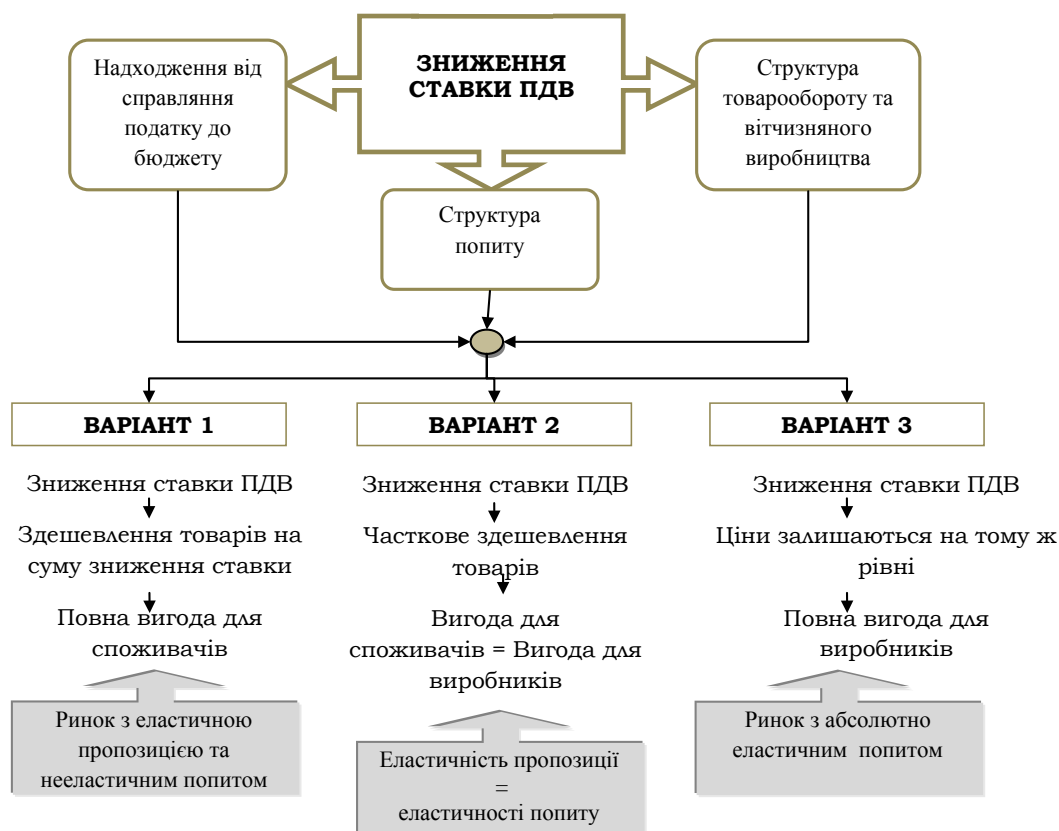 ЗНИЖЕННЯ
СТАВКИ ПДВ
Надходження від
справляння
податку до
бюджету
Структура
попиту
Структура
товарообороту та
вітчизняного
виробництва
ВАРІАНТ 1
Зниження ставки ПДВ
Здешевлення товарів на
суму зниження ставки
Повна вигода для
споживачів
Ринок з еластичною
пропозицією та
нееластичним попитом
ВАРІАНТ 2
Зниження ставки ПДВ
Часткове здешевлення
товарів
Вигода для
споживачів = Вигода для
виробників
Еластичність пропозиції
=
еластичності попиту
ВАРІАНТ 3
Зниження ставки ПДВ
Ціни залишаються на тому ж
рівні
Повна вигода для
виробників
Ринок з абсолютно
еластичним попитом